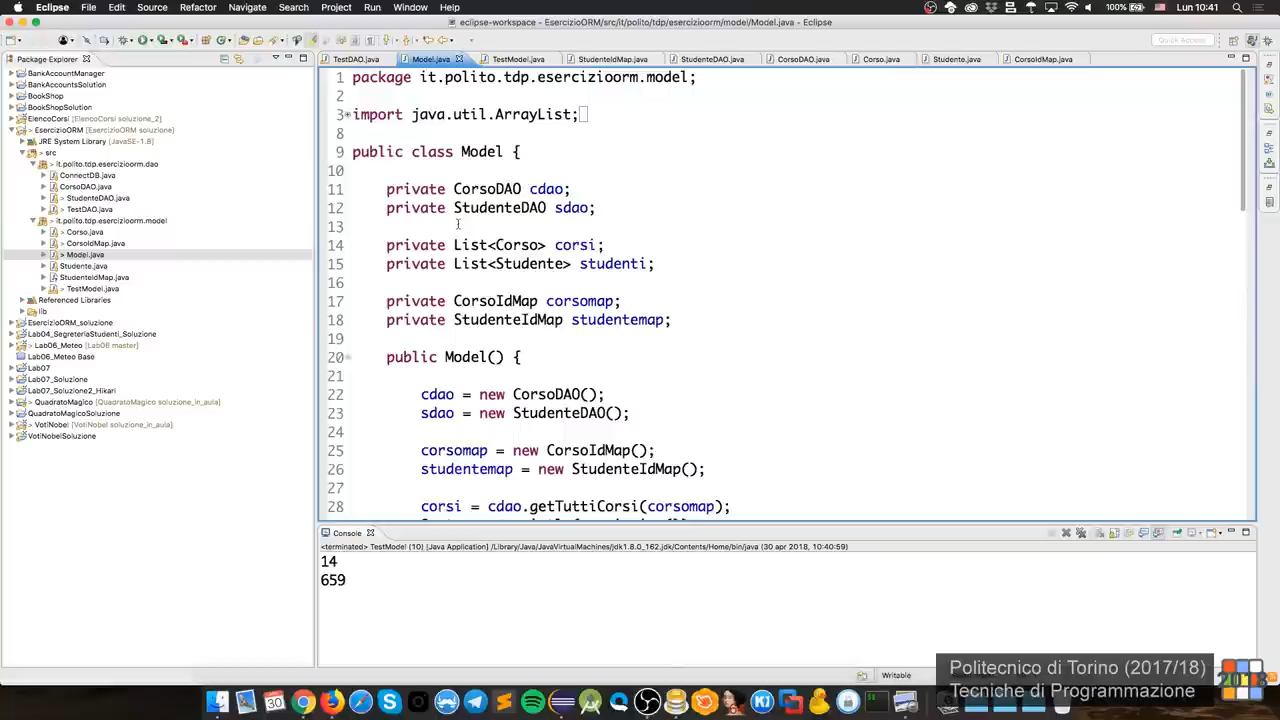 Eclipse File Edit Source Refactor Navigate Search Project Run Window Help 100% Lun 10:41
eclipse-workspace - EsercizioORM/src/it/polito/tdp/esercizioorm/model/Model.java - Eclipse
Quick Access
Package Explorer
BankAccountManager
BankAccountsSolution
BookShop
BookShopSolution
ElencoCorsi [ElencoCorsi soluzione_2]
> EsercizioORM [EsercizioORM soluzione]
JRE System Library [JavaSE-1.8]
> src
> it.polito.tdp.esercizioorm.dao
ConnectDB.java
> CorsoDAO.java
> StudenteDAO.java
> TestDAO.java
> it.polito.tdp.esercizioorm.model
> Corso.java
> CorsoIdMap.java
> Model.java
Studente.java
StudenteIdMap.java
> TestModel.java
Referenced Libraries
> lib
EsercizioORM_soluzione
Lab04_SegreteriaStudenti_Soluzione
> Lab06_Meteo [Lab06 master]
Lab06_Meteo Base
Lab07
Lab07_Soluzione
Lab07_Soluzione2_Hikari
> QuadratoMagico [QuadratoMagico soluzione_in_aula]
QuadratoMagicoSoluzione
> VotiNobel [VotiNobel soluzione_in_aula]
VotiNobelSoluzione
TestDAO.java Model.java TestModel.java StudenteIdMap.java StudenteDAO.java CorsoDAO.java Corso.java Studente.java CorsoIdMap.java
1 package it.polito.tdp.esercizioorm.model;
2
3 import java.util.ArrayList;
8
9 public class Model {
10
11 private CorsoDAO cdao;
12 private StudenteDAO sdao;
13
14 private List<Corso> corsi;
15 private List<Studente> studenti;
16
17 private CorsoIdMap corsomap;
18 private StudenteIdMap studentemap;
19
20 public Model() {
21
22 cdao = new CorsoDAO();
23 sdao = new StudenteDAO();
24
25 corsomap = new CorsoIdMap();
26 studentemap = new StudenteIdMap();
27
28 corsi = cdao.getTuttiCorsi(corsomap);
Console
<terminated> TestModel (10) [Java Application] /Library/Java/JavaVirtualMachines/jdk1.8.0_162.jdk/Contents/Home/bin/java (30 apr 2018, 10:40:59)
14
659
Writable
Politecnico di Torino (2017/18)
Tecniche di Programmazione
2018